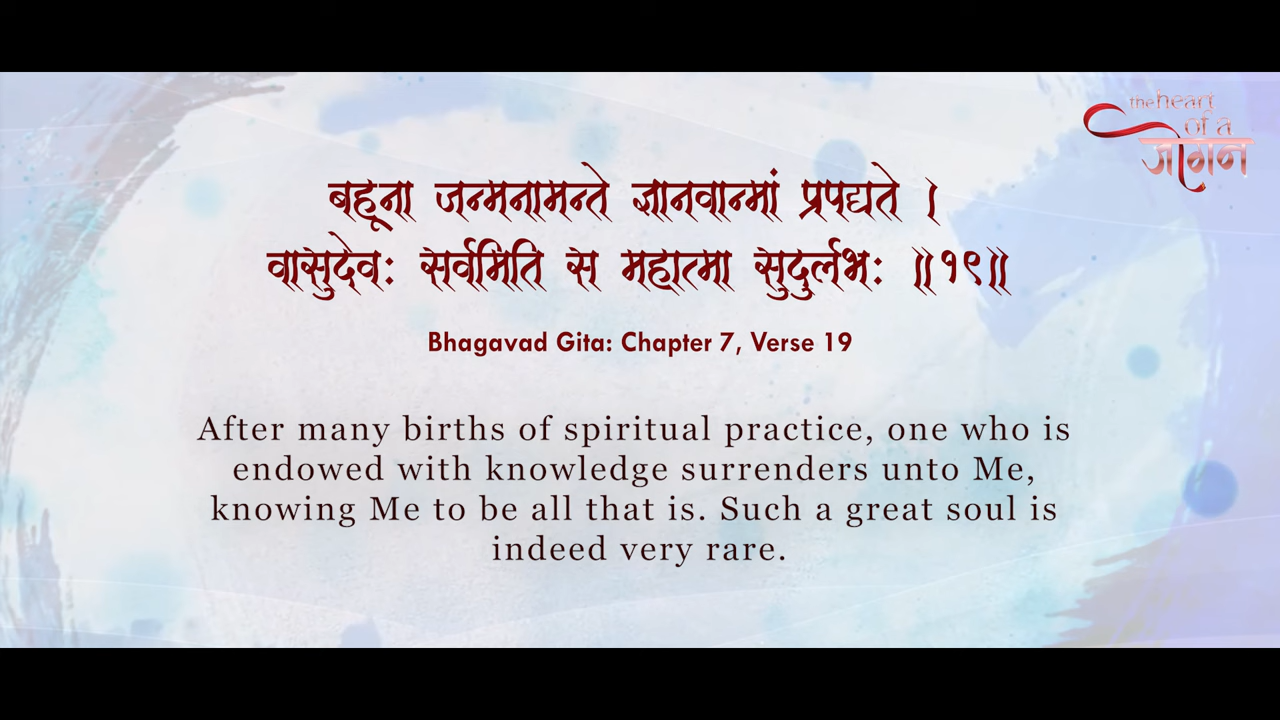 the heart
of a
जोगन
बहूना जन्मनामन्ते ज्ञानवान्मां प्रपद्यते ।
वासुदेवः सर्वमिति स महात्मा सुदुर्लभः ॥१९॥
Bhagavad Gita: Chapter 7, Verse 19
After many births of spiritual practice, one who is
endowed with knowledge surrenders unto Me,
knowing Me to be all that is. Such a great soul is
indeed very rare.